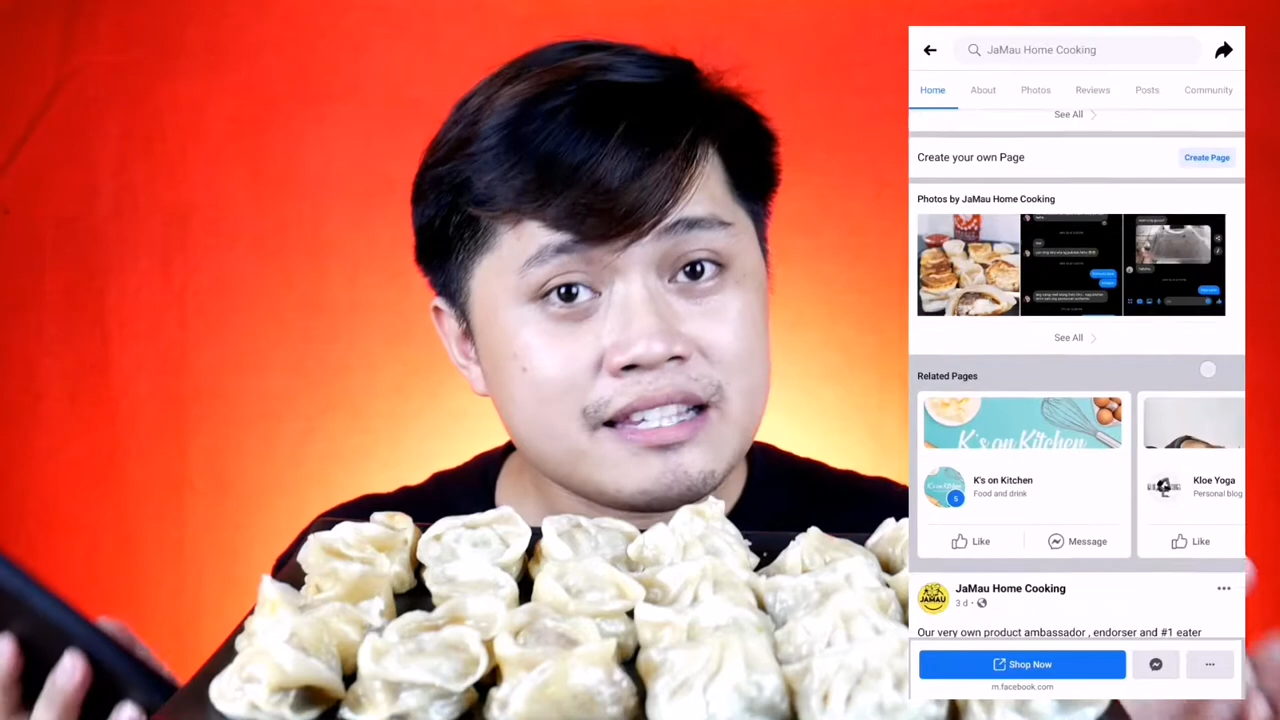 JaMau Home Cooking
Home About Photos Reviews Posts Community
See All
Create your own Page Create Page
Photos by JaMau Home Cooking
See All
Related Pages
K's on Kitchen
K's on Kitchen
Food and drink
Like Message
Kloe Yoga
Personal blog
Like
JAMAU
JaMau Home Cooking
3 d
Our very own product ambassador , endorser and #1 eater
Shop Now
m.facebook.com